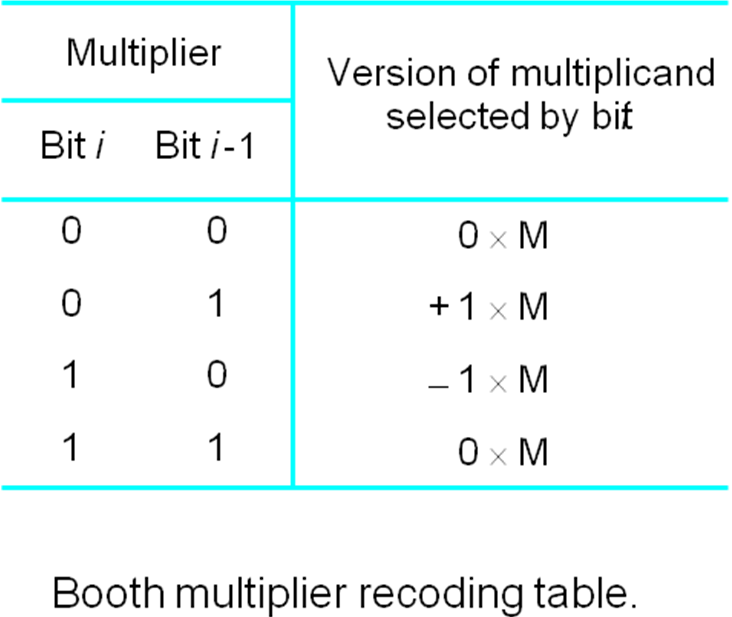 Multiplier
Version of multiplicand
selected by bit i
Bit i Bit i-1
0 0 0 × M
0 1 + 1 × M
1 0 – 1 × M
1 1 0 × M
Booth multiplier recoding table.